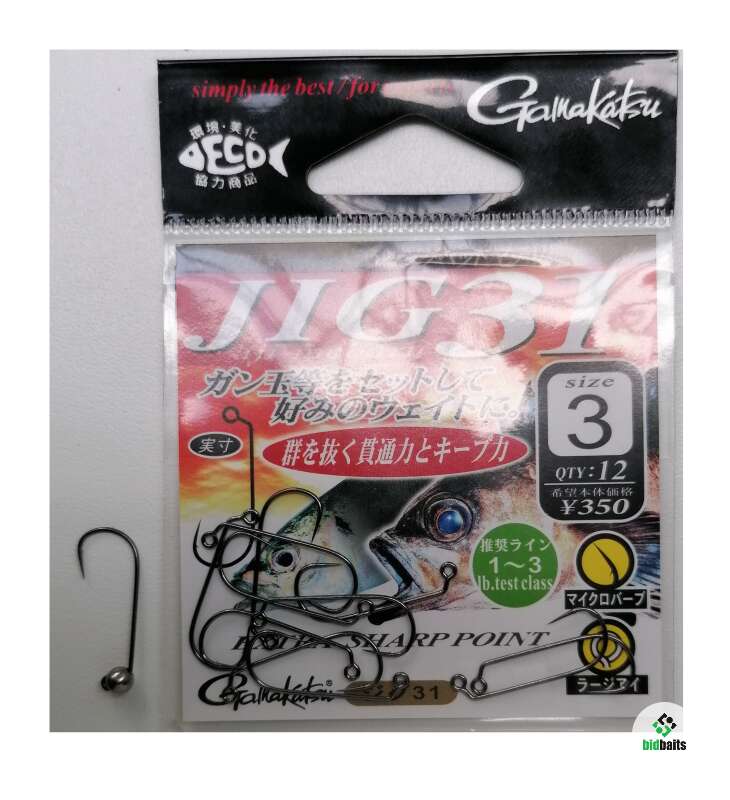 simply the best/for
Gamakatsu
環境・美化
ECO
協力商品
JIG31
ガン玉等をセットして
好みのウェイトに。
実寸
群を抜く貫通力とキープ力
size
3
QTY:12
希望本体価格
¥350
推奨ライン
1～3
lb.test class
マイクロバーブ
EXTRA SHARP POINT
ラージアイ
Gamakatsu®
31
bidbaits